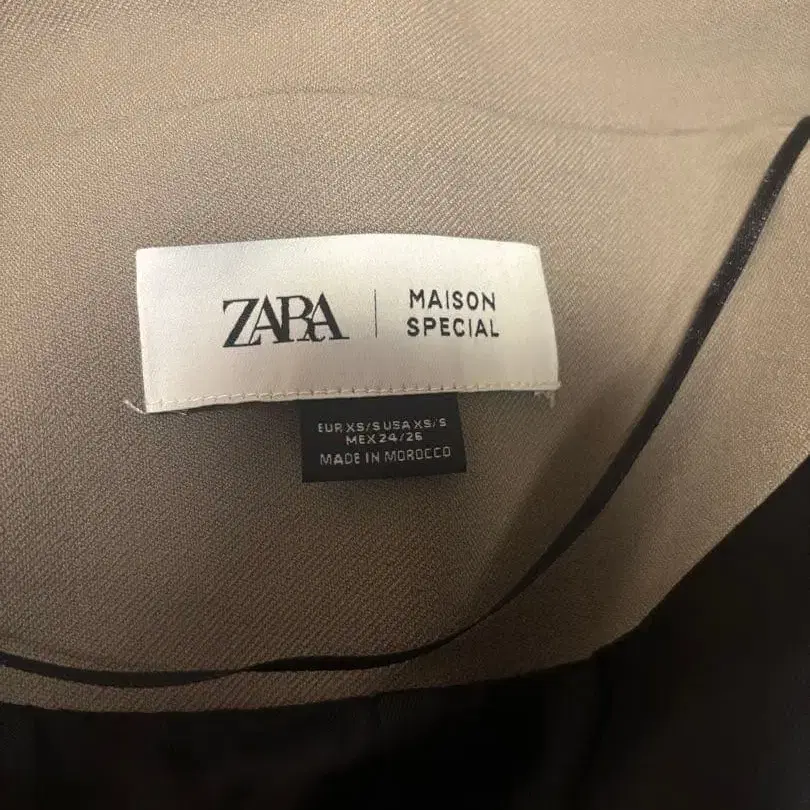 ZARA | MAISON SPECIAL
EUR XS/S USA XS/S
MEX 24/26
MADE IN MOROCCO